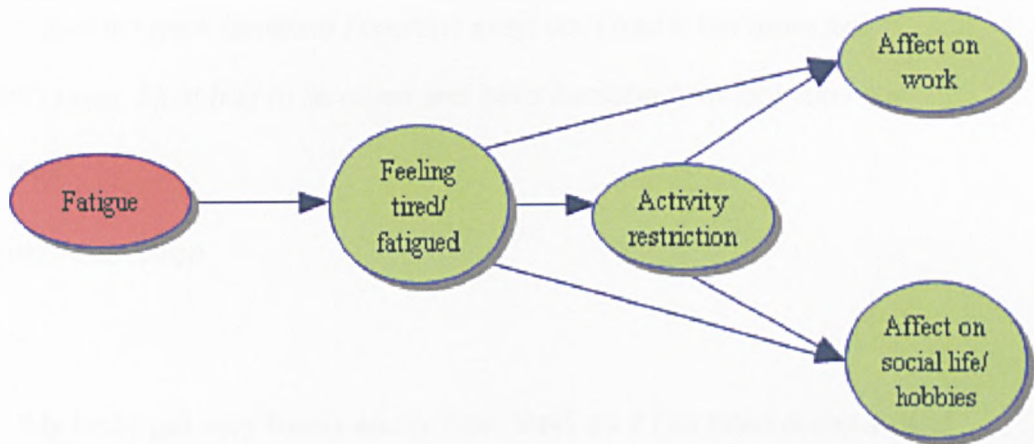 Affect on
work
Fatigue
Feeling
tired/
fatigued
Activity
restriction
Affect on
social life/
hobbies